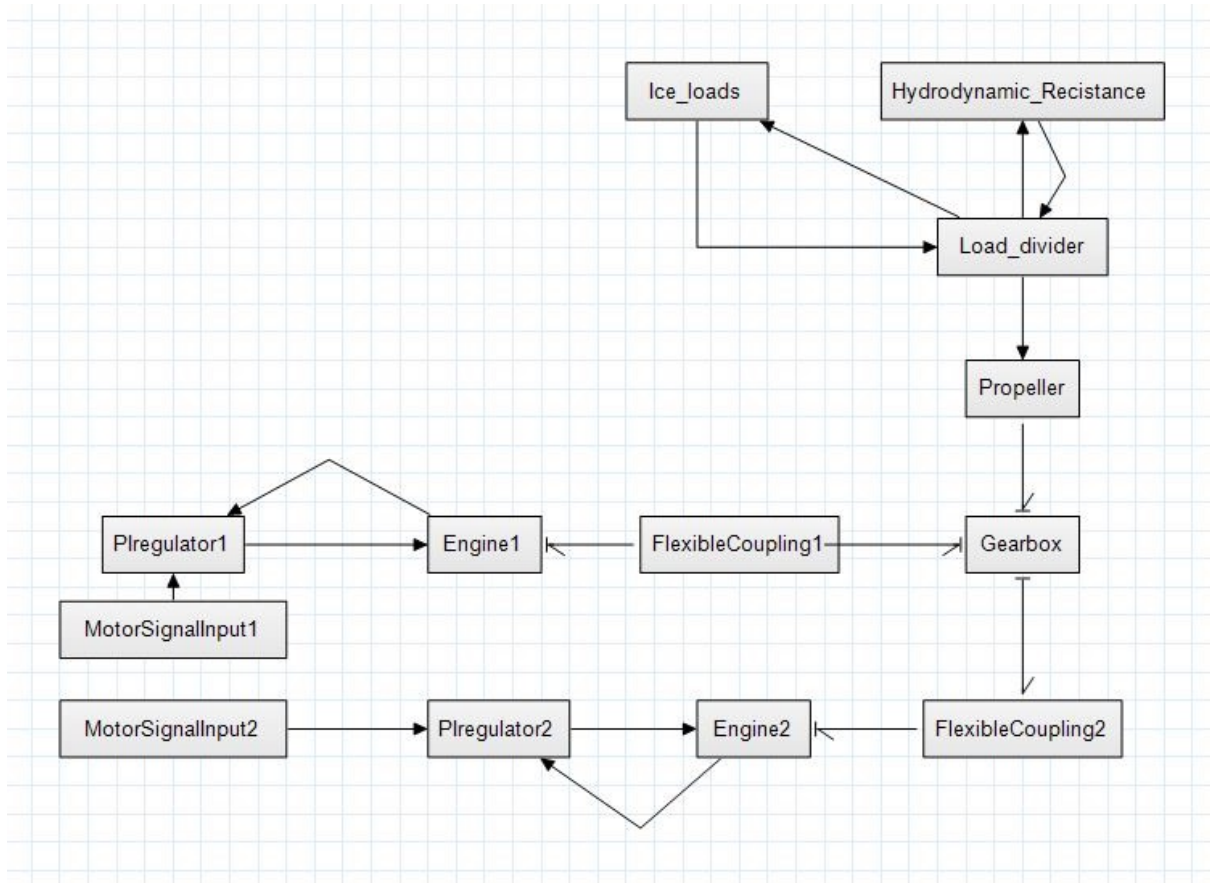 Ice_loads
Hydrodynamic_Recistance
Load_divider
Propeller
PIregulator1
Engine1
FlexibleCoupling1
Gearbox
MotorSignalInput1
MotorSignalInput2
PIregulator2
Engine2
FlexibleCoupling2